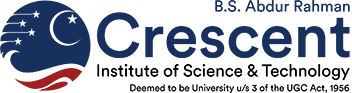 B.S. Abdur Rahman
Crescent
Institute of Science & Technology
Deemed to be University u/s 3 of the UGC Act, 1956